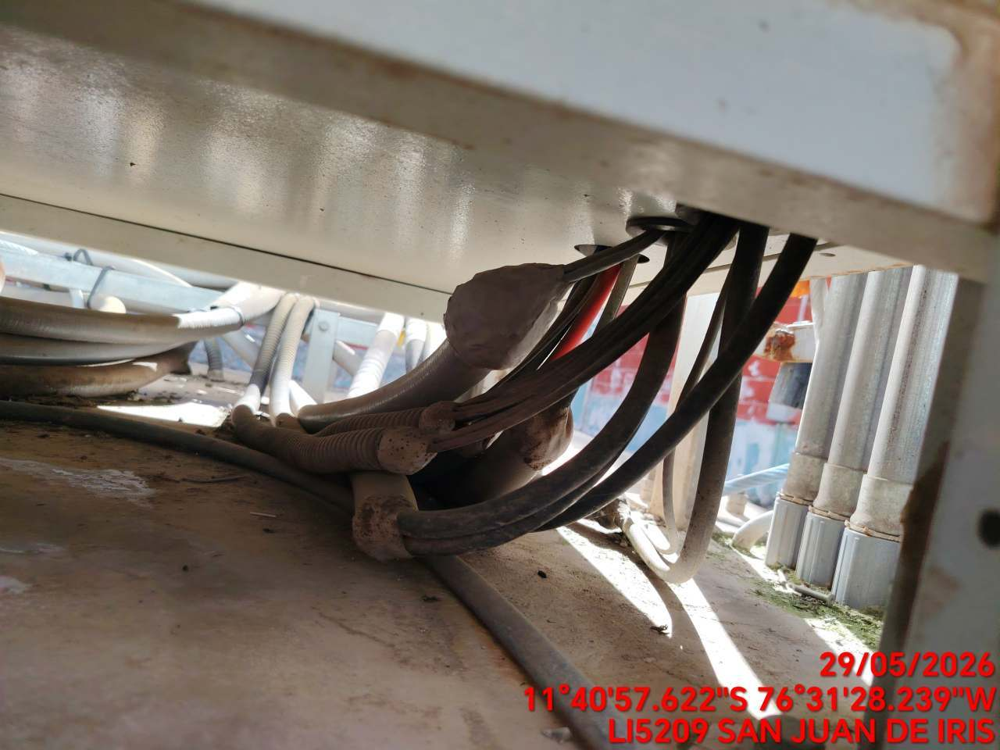 29/05/2026
11°40'57.622"S 76°31'28.239"W
LI5209 SAN JUAN DE IRIS